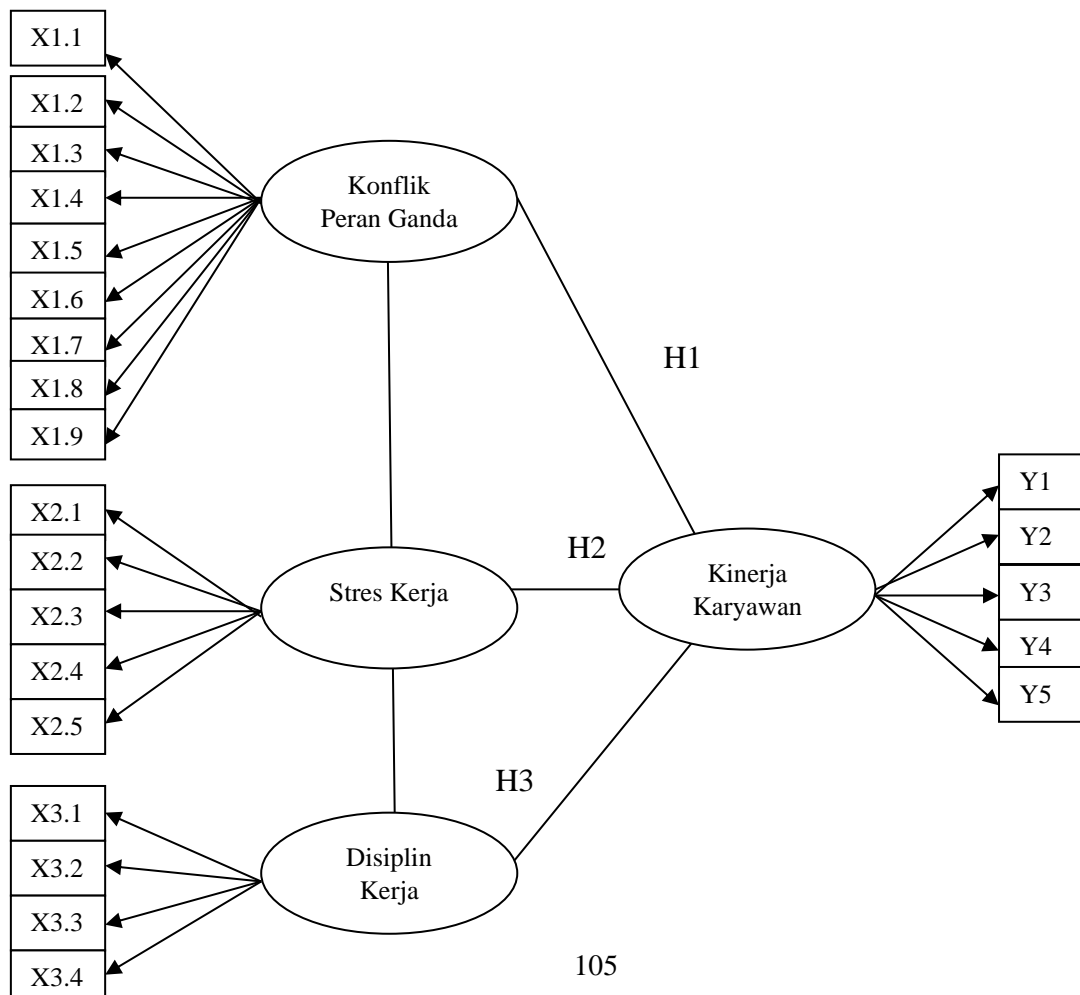 X1.1
X1.2
X1.3
X1.4
X1.5
X1.6
X1.7
X1.8
X1.9
Konflik
Peran Ganda
H1
X2.1
X2.2
X2.3
X2.4
X2.5
Stres Kerja
H2
Kinerja
Karyawan
Y1
Y2
Y3
Y4
Y5
X3.1
X3.2
X3.3
X3.4
Disiplin
Kerja
H3
105